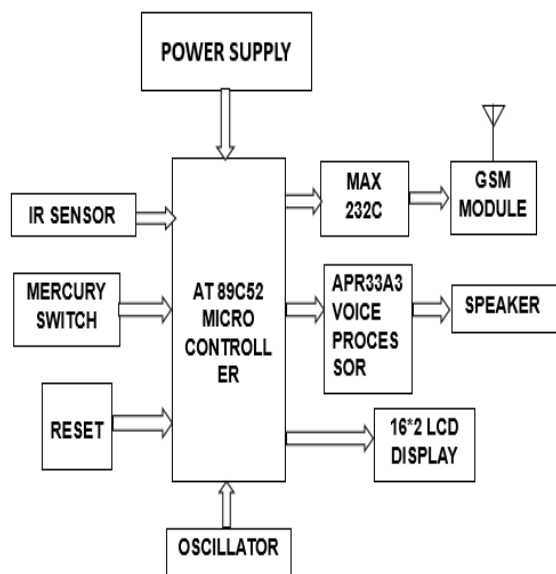 POWER SUPPLY
IR SENSOR
MERCURY
SWITCH
RESET
AT 89C52
MICRO
CONTROLL
ER
MAX
232C
GSM
MODULE
APR33A3
VOICE
PROCES
SOR
SPEAKER
16*2 LCD
DISPLAY
OSCILLATOR